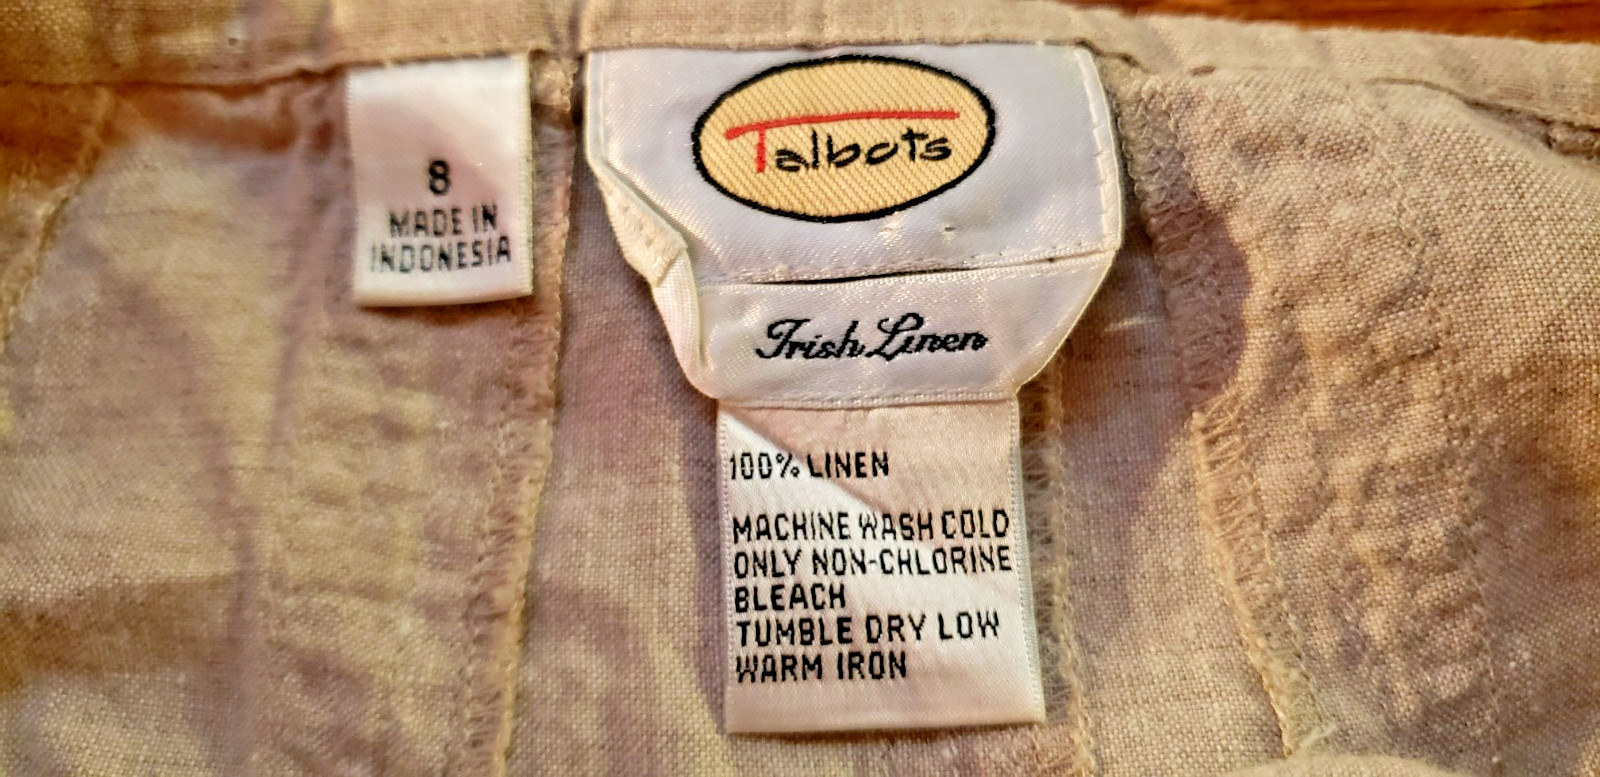 8
MADE IN
INDONESIA
Talbots
Irish Linen
100% LINEN
MACHINE WASH COLD
ONLY NON-CHLORINE
BLEACH
TUMBLE DRY LOW
WARM IRON